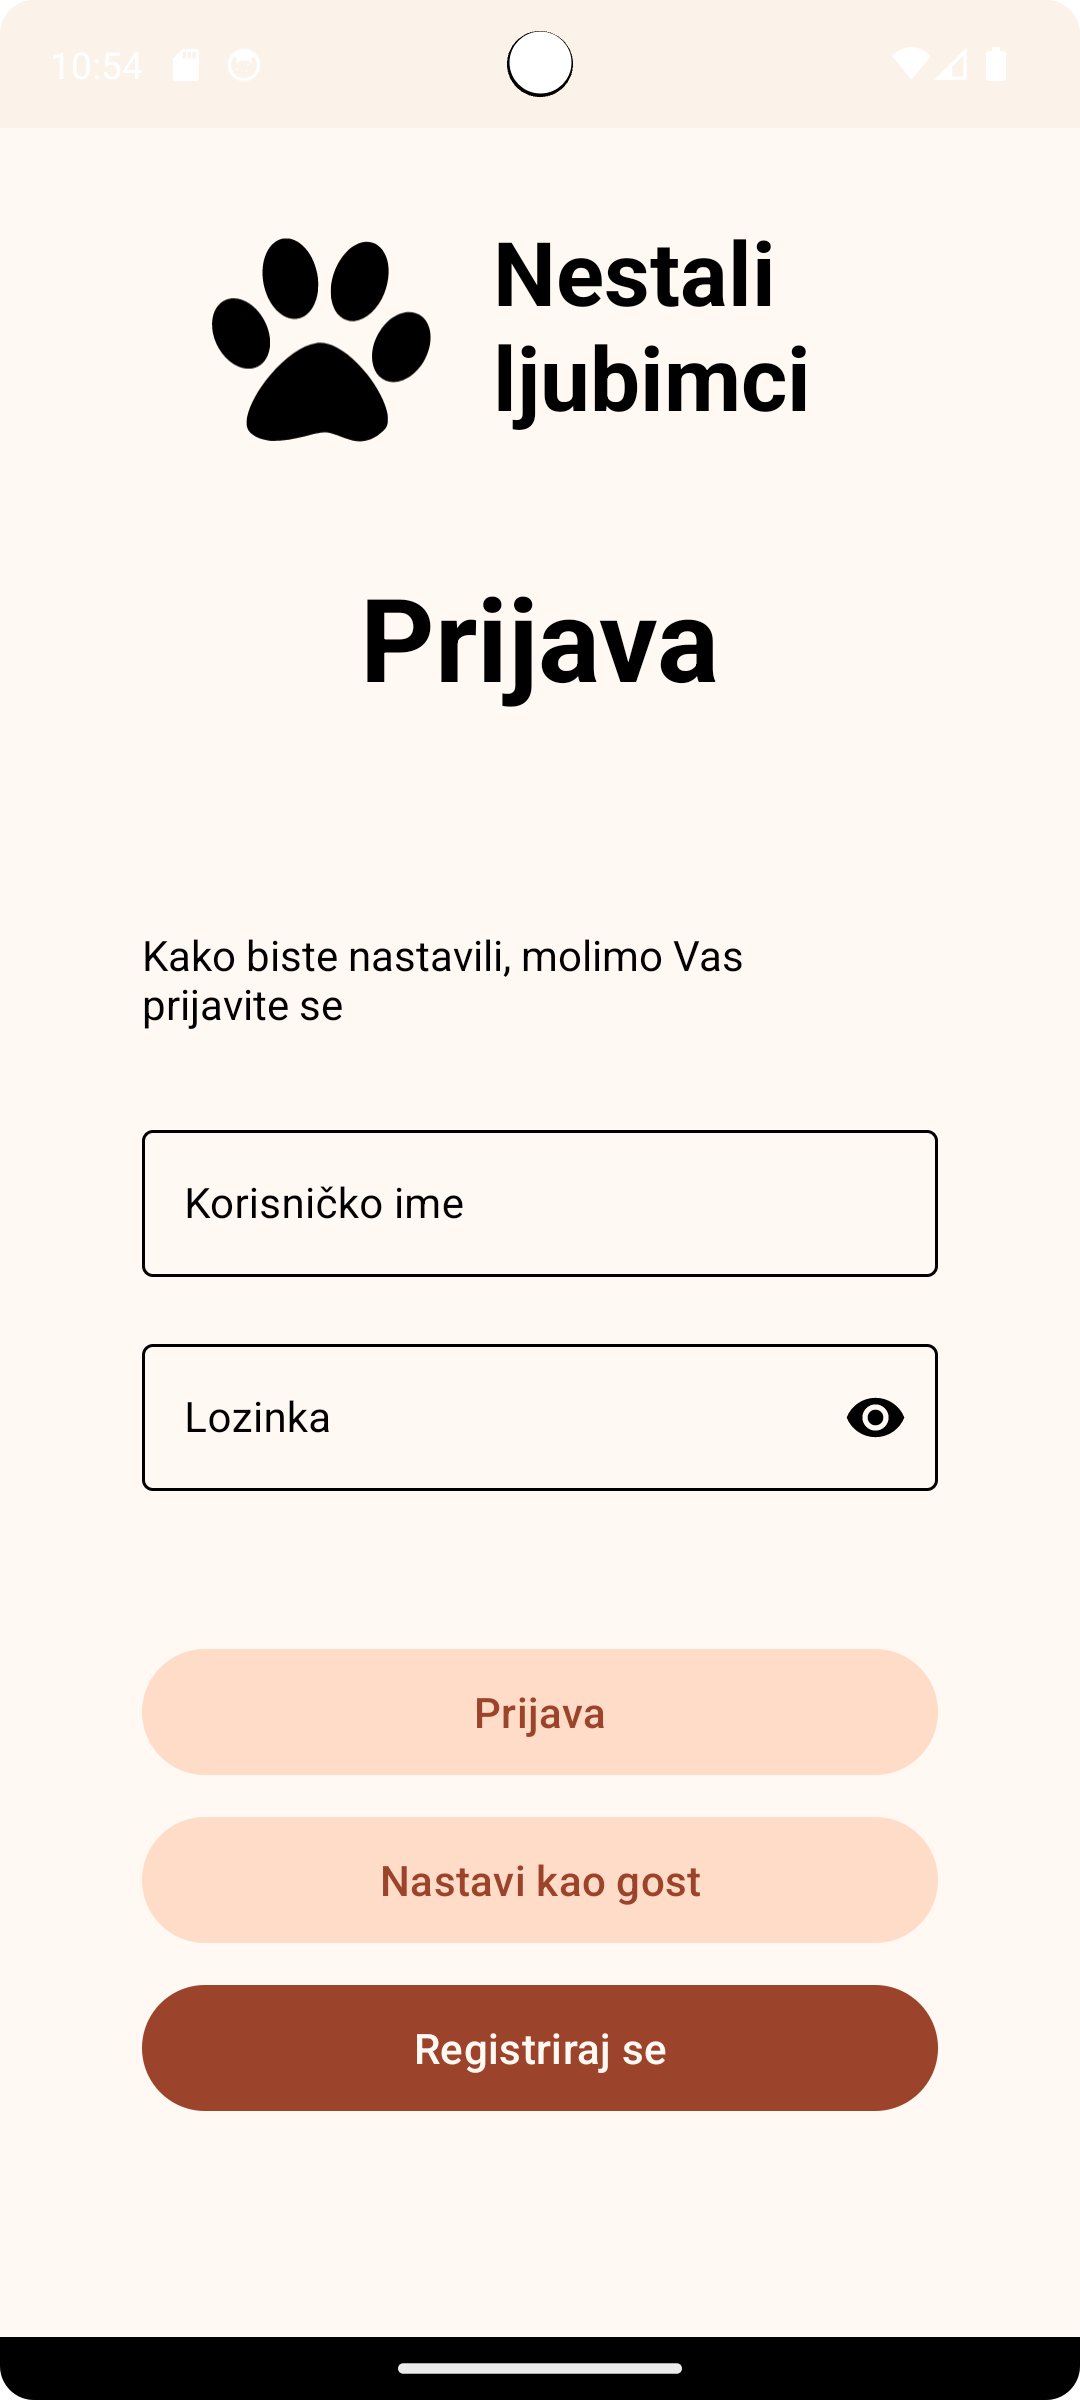 10:54
Nestali
ljubimci
Prijava
Kako biste nastavili, molimo Vas
prijavite se
Korisničko ime
Lozinka
Prijava
Nastavi kao gost
Registriraj se